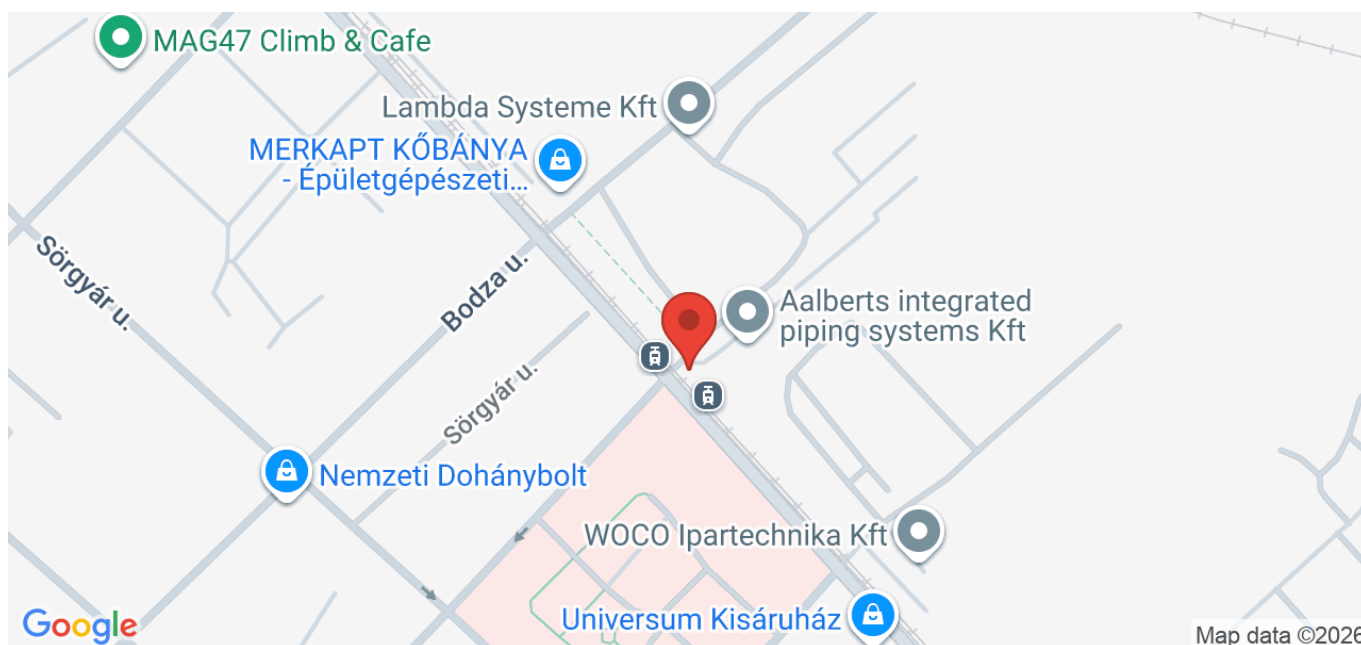 MAG47 Climb & Cafe
Lambda Systeme Kft
MERKAPT KŐBÁNYA
- Épületgépészeti...
Sörgyár u.
Bodza u.
Aalberts integrated
piping systems Kft
Sörgyár u.
Nemzeti Dohánybolt
WOCO Ipartechnika Kft
Universum Kisáruház
Google
Map data ©2026